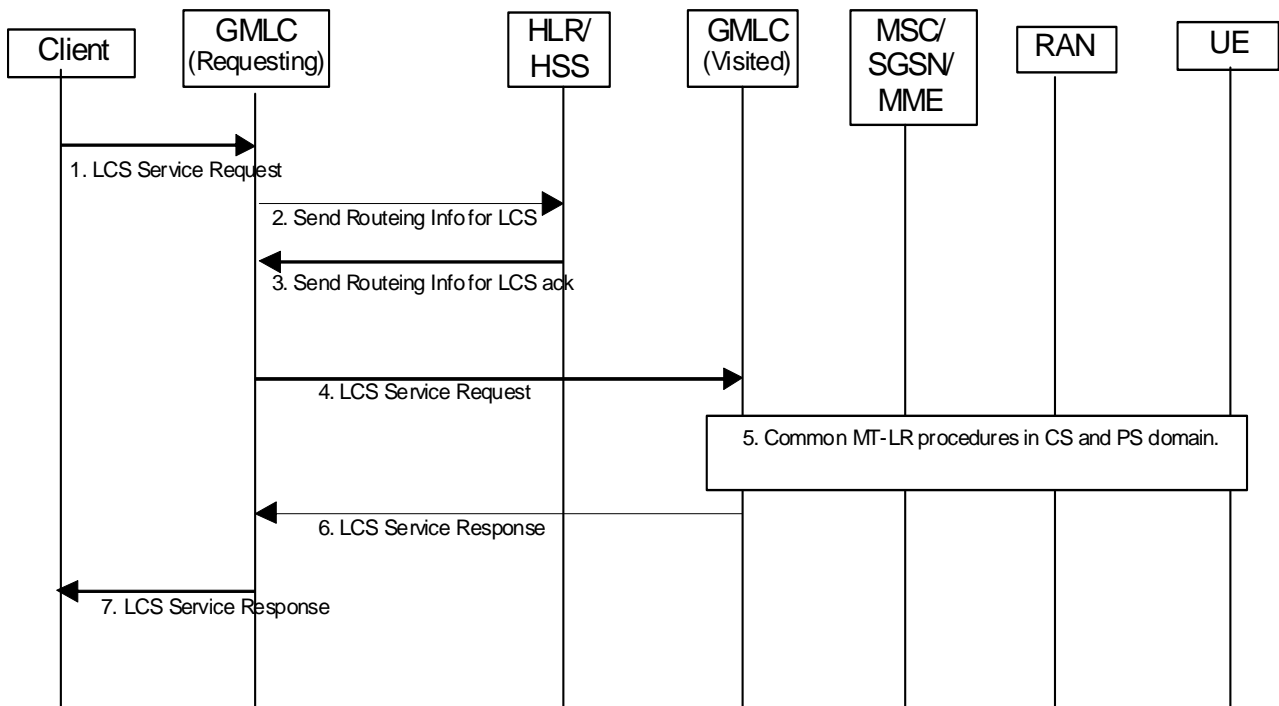 Client
GMLC
(Requesting)
HLR/
HSS
GMLC
(Visited)
MSC/
SGSN/
MME
RAN
UE
1. LCS Service Request
2. Send Routeing Info for LCS
3. Send Routeing Info for LCS ack
4. LCS Service Request
5. Common MT-LR procedures in CS and PS domain.
6. LCS Service Response
7. LCS Service Response